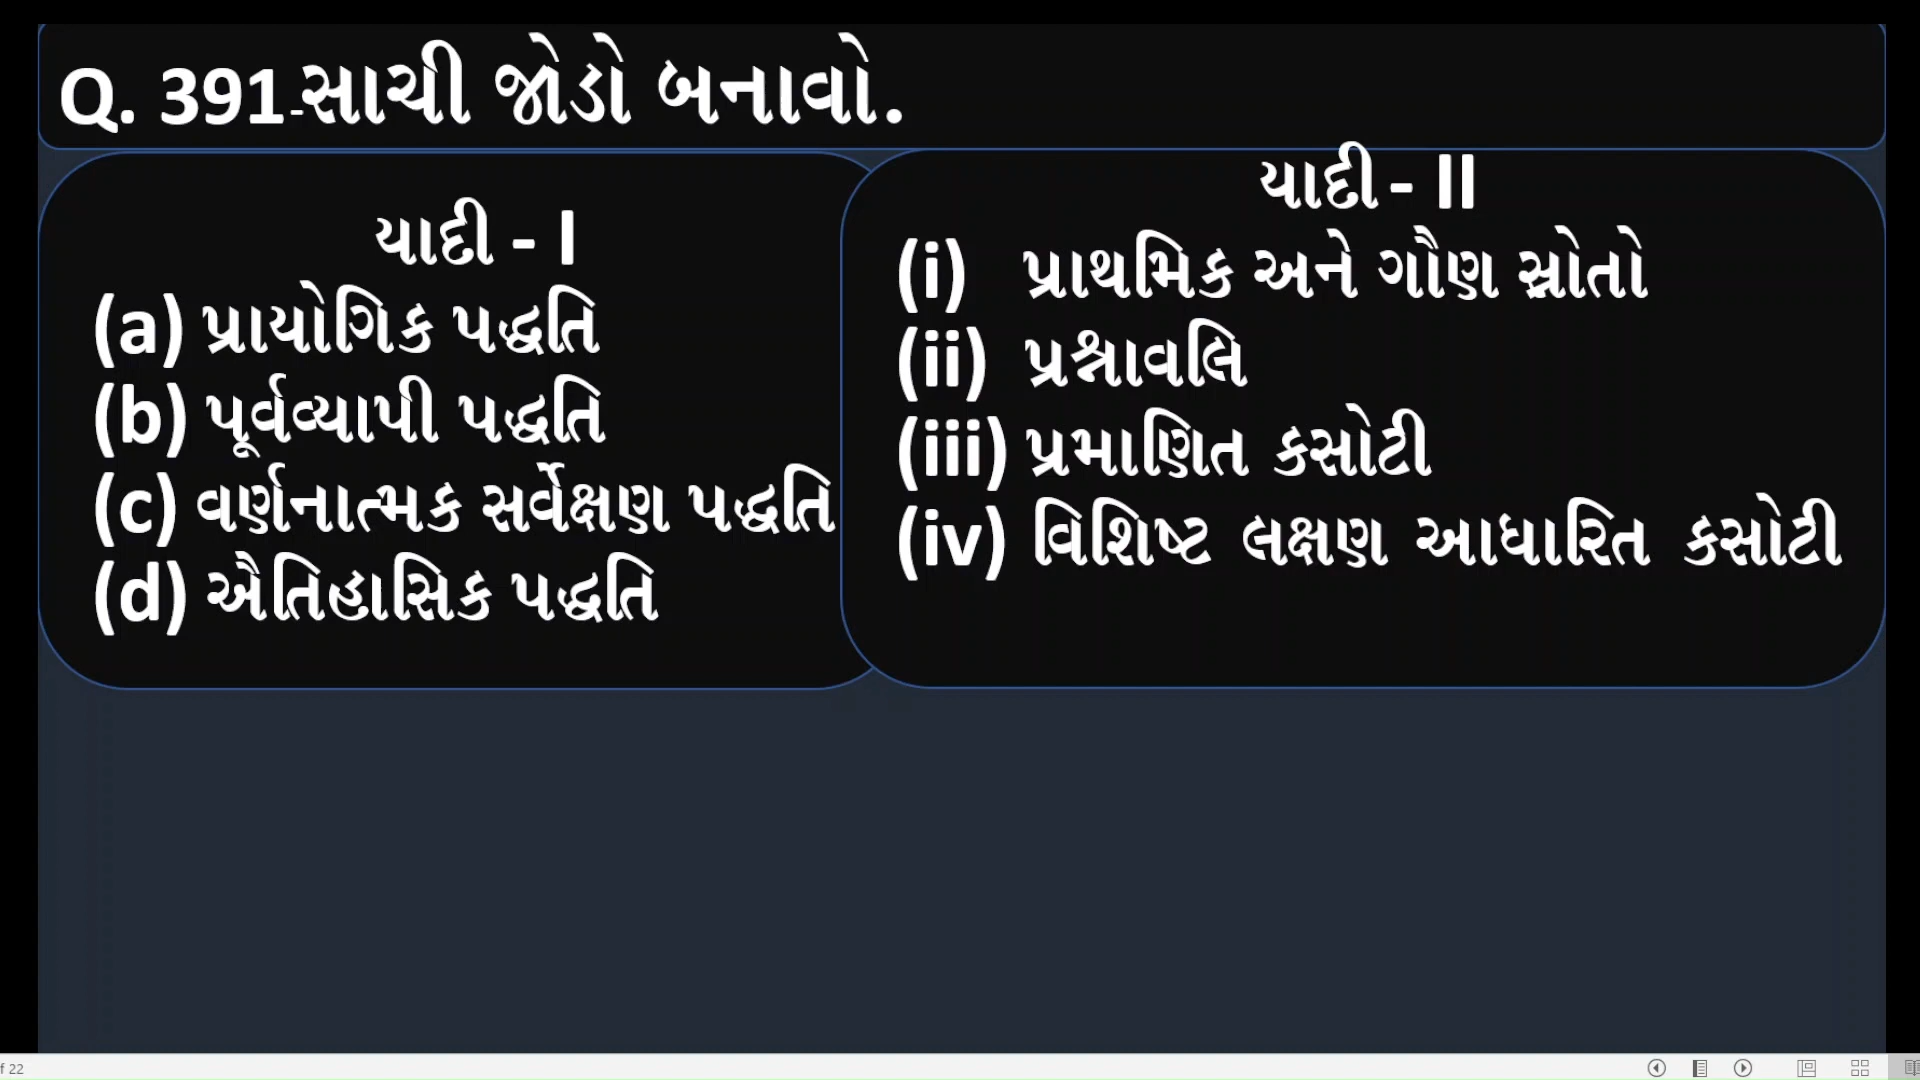 Q. 391-સાચી જોડો બનાવો.
યાદી - I
(a) પ્રાયોગિક પદ્ધતિ
(b) પૂર્વવ્યાપી પદ્ધતિ
(c) વર્ણનાત્મક સર્વેક્ષણ પદ્ધતિ
(d) ઐતિહાસિક પદ્ધતિ
યાદી - II
(i) પ્રાથમિક અને ગૌણ સ્રોતો
(ii) પ્રશ્નાવલિ
(iii) પ્રમાણિત કસોટી
(iv) વિશિષ્ટ લક્ષણ આધારિત કસોટી
f 22